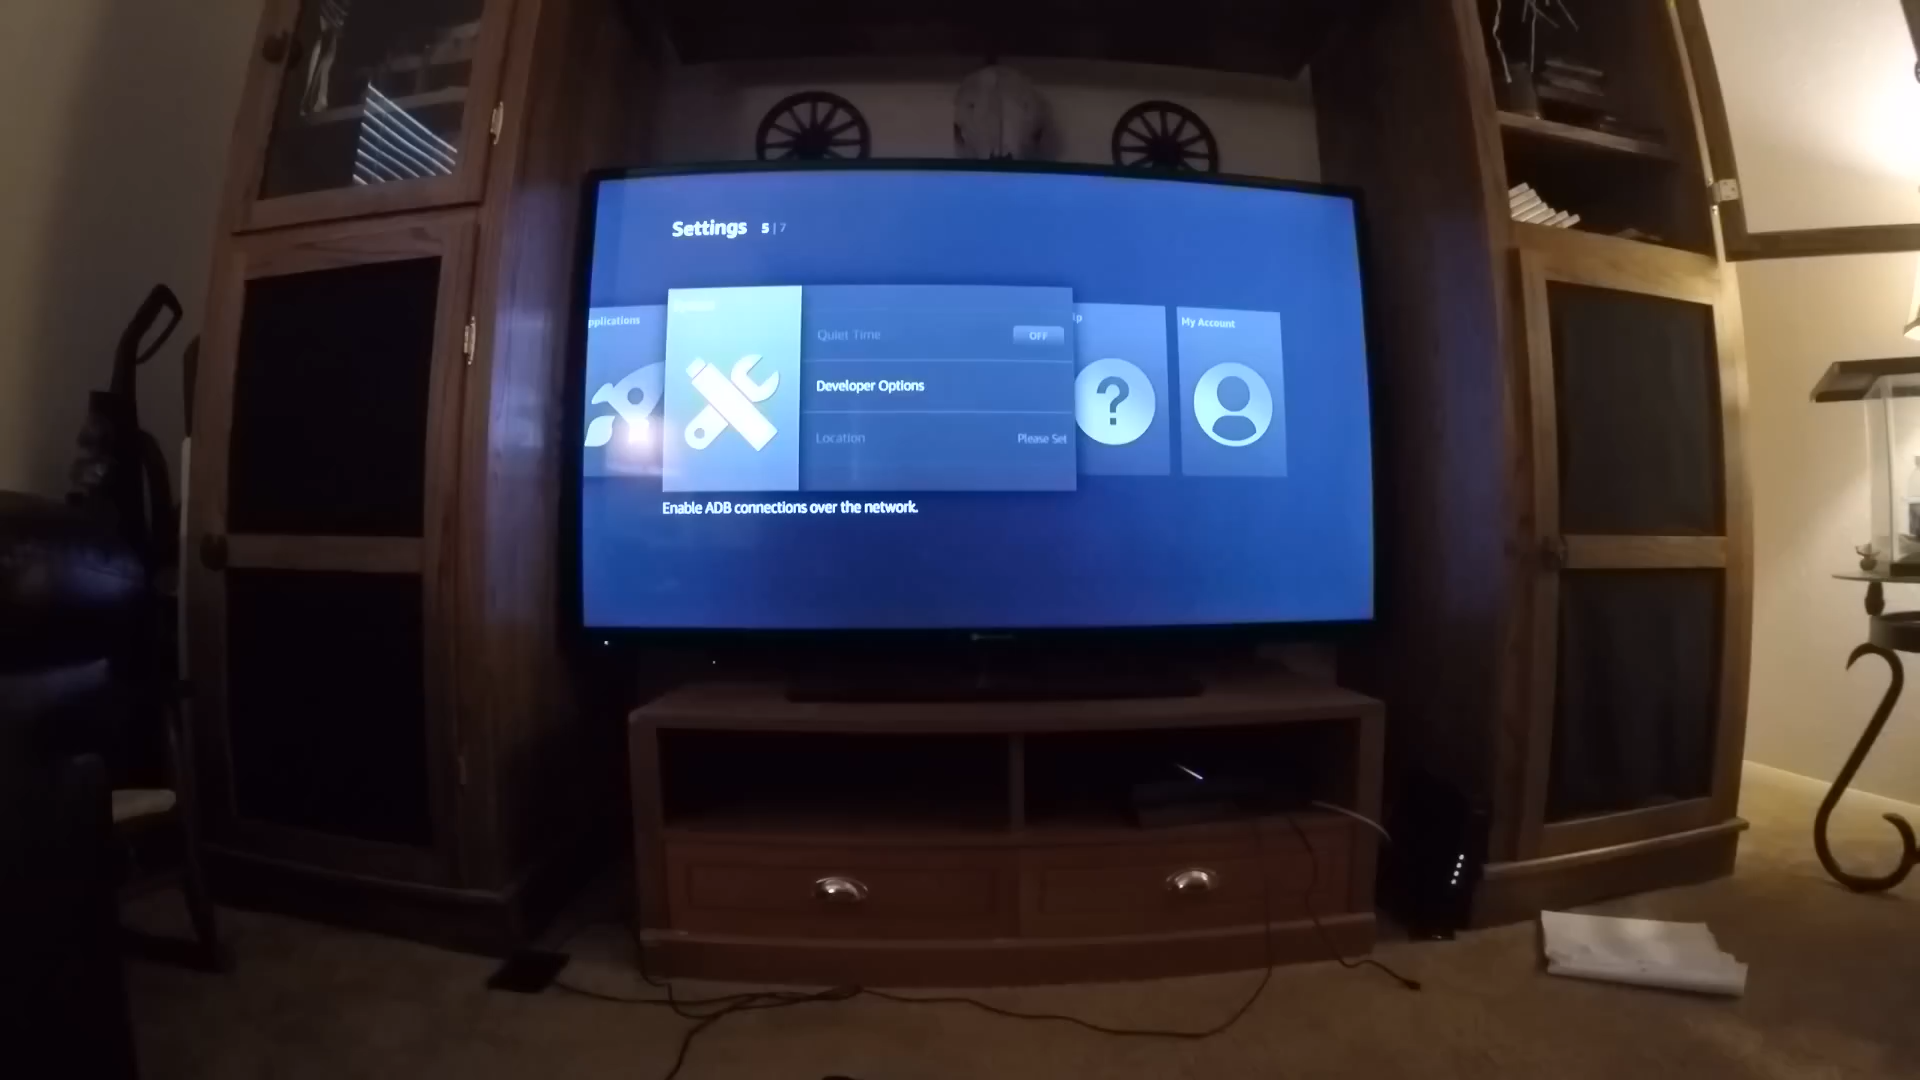 Settings 5 | 7
pplications
Quiet Time OFF
Developer Options
Location Please Set
lp
My Account
Enable ADB connections over the network.